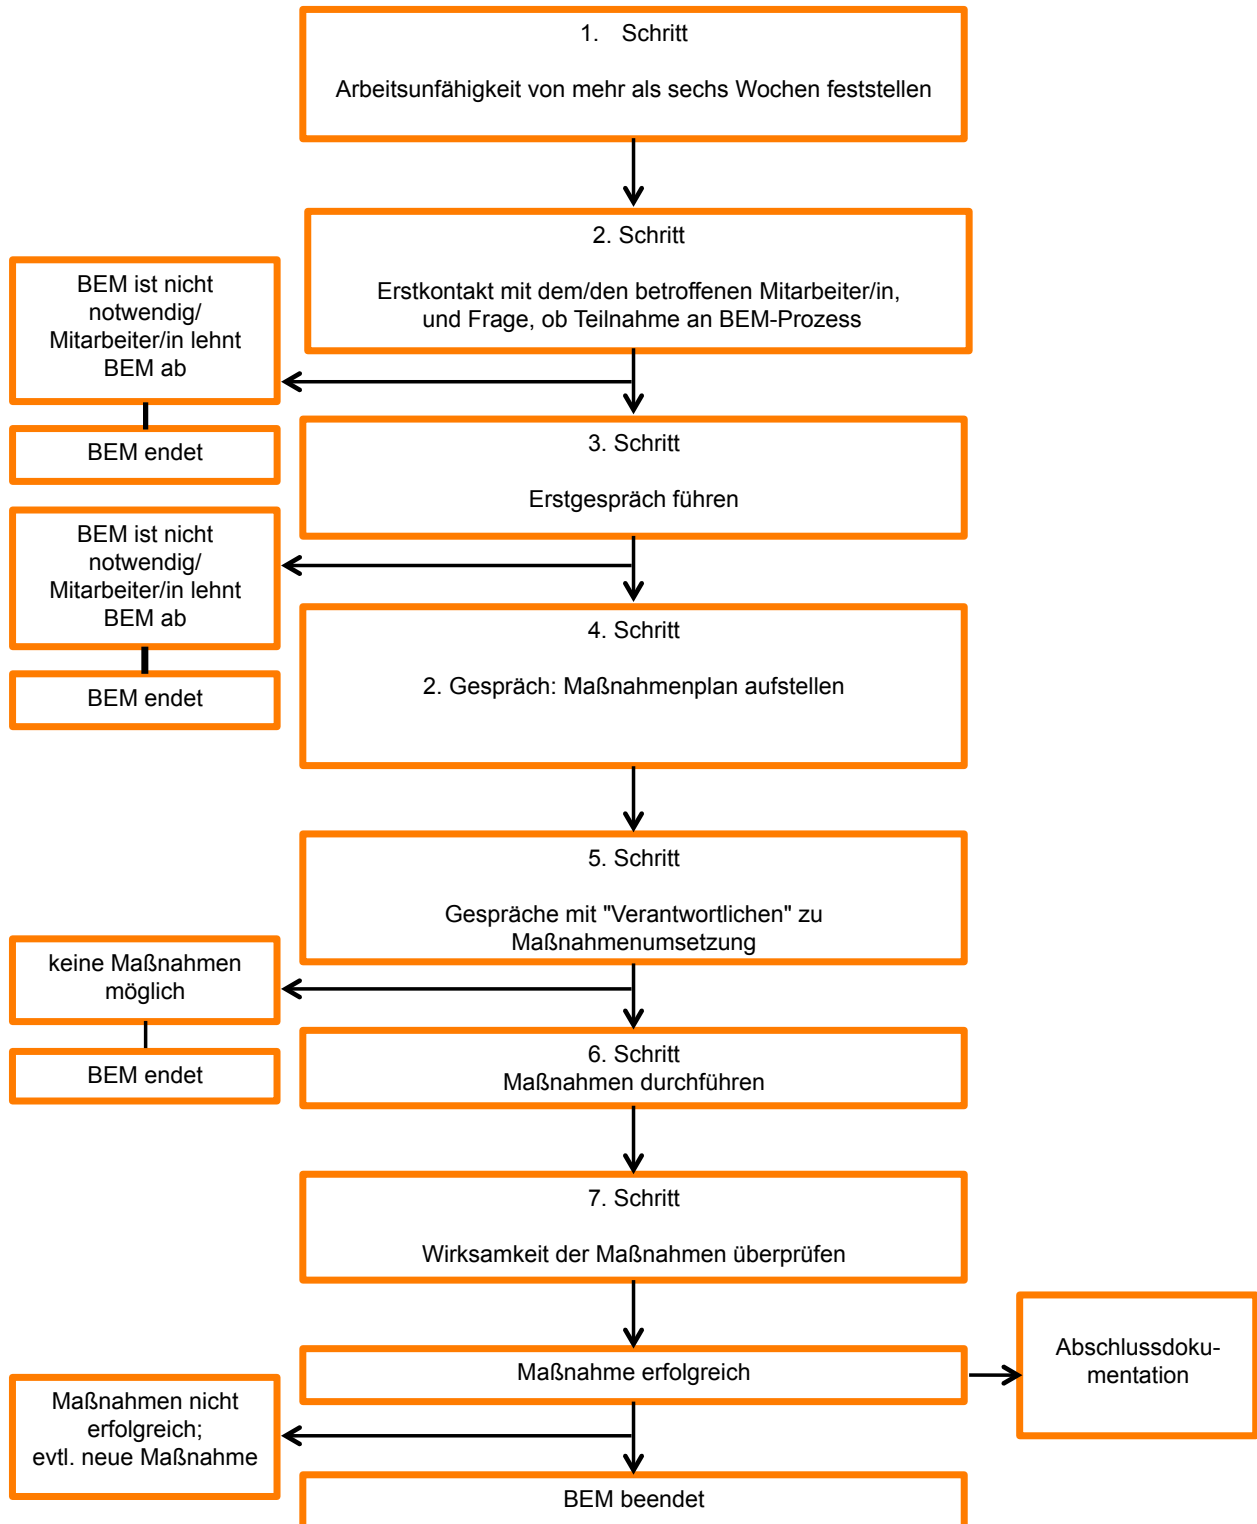 1. Schritt
Arbeitsunfähigkeit von mehr als sechs Wochen feststellen
2. Schritt
Erstkontakt mit dem/den betroffenen Mitarbeiter/in,
und Frage, ob Teilnahme an BEM-Prozess
BEM ist nicht
notwendig/
Mitarbeiter/in lehnt
BEM ab
BEM endet
3. Schritt
Erstgespräch führen
BEM ist nicht
notwendig/
Mitarbeiter/in lehnt
BEM ab
BEM endet
4. Schritt
2. Gespräch: Maßnahmenplan aufstellen
5. Schritt
Gespräche mit "Verantwortlichen" zu
Maßnahmenumsetzung
keine Maßnahmen
möglich
BEM endet
6. Schritt
Maßnahmen durchführen
7. Schritt
Wirksamkeit der Maßnahmen überprüfen
Maßnahme erfolgreich
Abschlussdoku-
mentation
Maßnahmen nicht
erfolgreich;
evtl. neue Maßnahme
BEM beendet